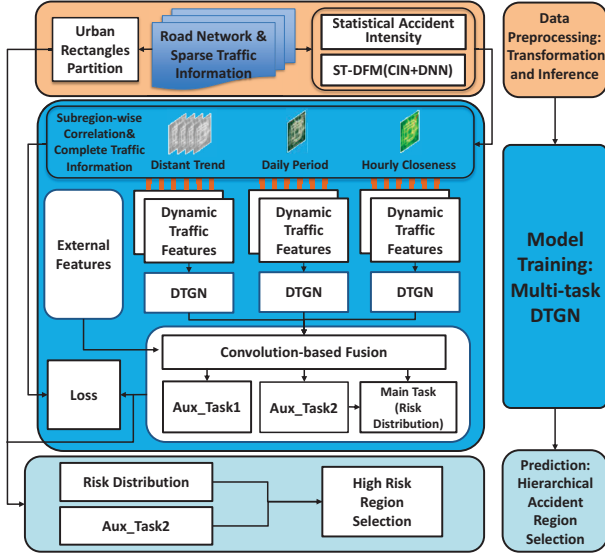 Urban
Rectangles
Partition
Road Network &
Sparse Traffic
Information
Statistical Accident
Intensity
ST-DFM(CIN+DNN)
Data
Preprocessing:
Transformation
and Inference
Subregion-wise
Correlation&
Complete Traffic
Information
Distant Trend
Daily Period
Hourly Closeness
External
Features
Dynamic
Traffic
Features
Dynamic
Traffic
Features
Dynamic
Traffic
Features
DTGN
DTGN
DTGN
Model
Training:
Multi-task
DTGN
Convolution-based Fusion
Loss
Aux_Task1
Aux_Task2
Main Task
(Risk
Distribution)
Risk Distribution
Aux_Task2
High Risk
Region
Selection
Prediction:
Hierarchical
Accident
Region
Selection